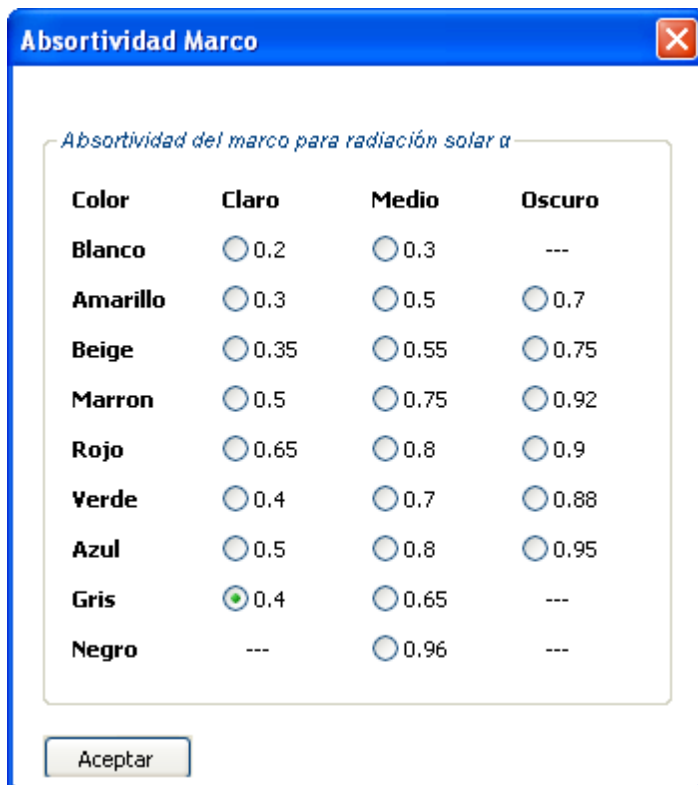 Absortividad Marco
Absortividad del marco para radiación solar α
Color Claro Medio Oscuro
Blanco 0.2 0.3 ---
Amarillo 0.3 0.5 0.7
Beige 0.35 0.55 0.75
Marron 0.5 0.75 0.92
Rojo 0.65 0.8 0.9
Verde 0.4 0.7 0.88
Azul 0.5 0.8 0.95
Gris 0.4 0.65 ---
Negro --- 0.96 ---
Aceptar